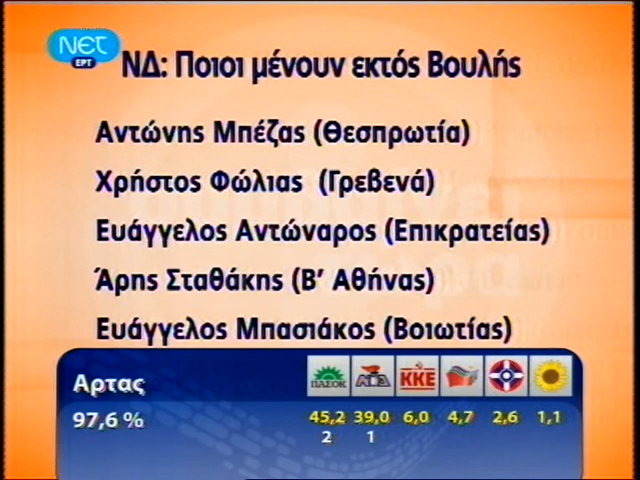 ΝΕΤ
ΕΡΤ
ΝΔ: Ποιοι μένουν εκτός Βουλής
Αντώνης Μπέζας (Θεσπρωτία)
Χρήστος Φώλιας (Γρεβενά)
Ευάγγελος Αντώναρος (Επικρατείας)
Άρης Σταθάκης (Β' Αθήνας)
Ευάγγελος Μπασιάκος (Βοιωτίας)
Αρτας
ΠΑΣΟΚ ΚΚΕ
97,6 % 45,2 39,0 6,0 4,7 2,6 1,1
2 1